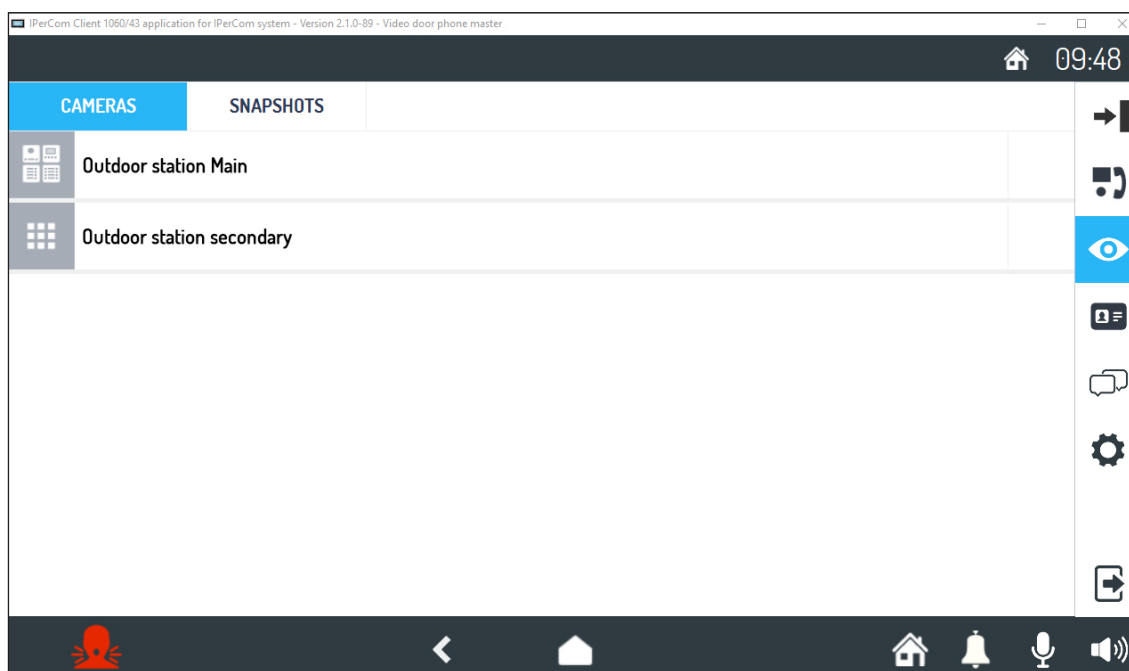 IPerCom Client 1060/43 application for IPerCom system - Version 2.1.0-89 - Video door phone master
09:48
CAMERAS SNAPSHOTS
Outdoor station Main
Outdoor station secondary